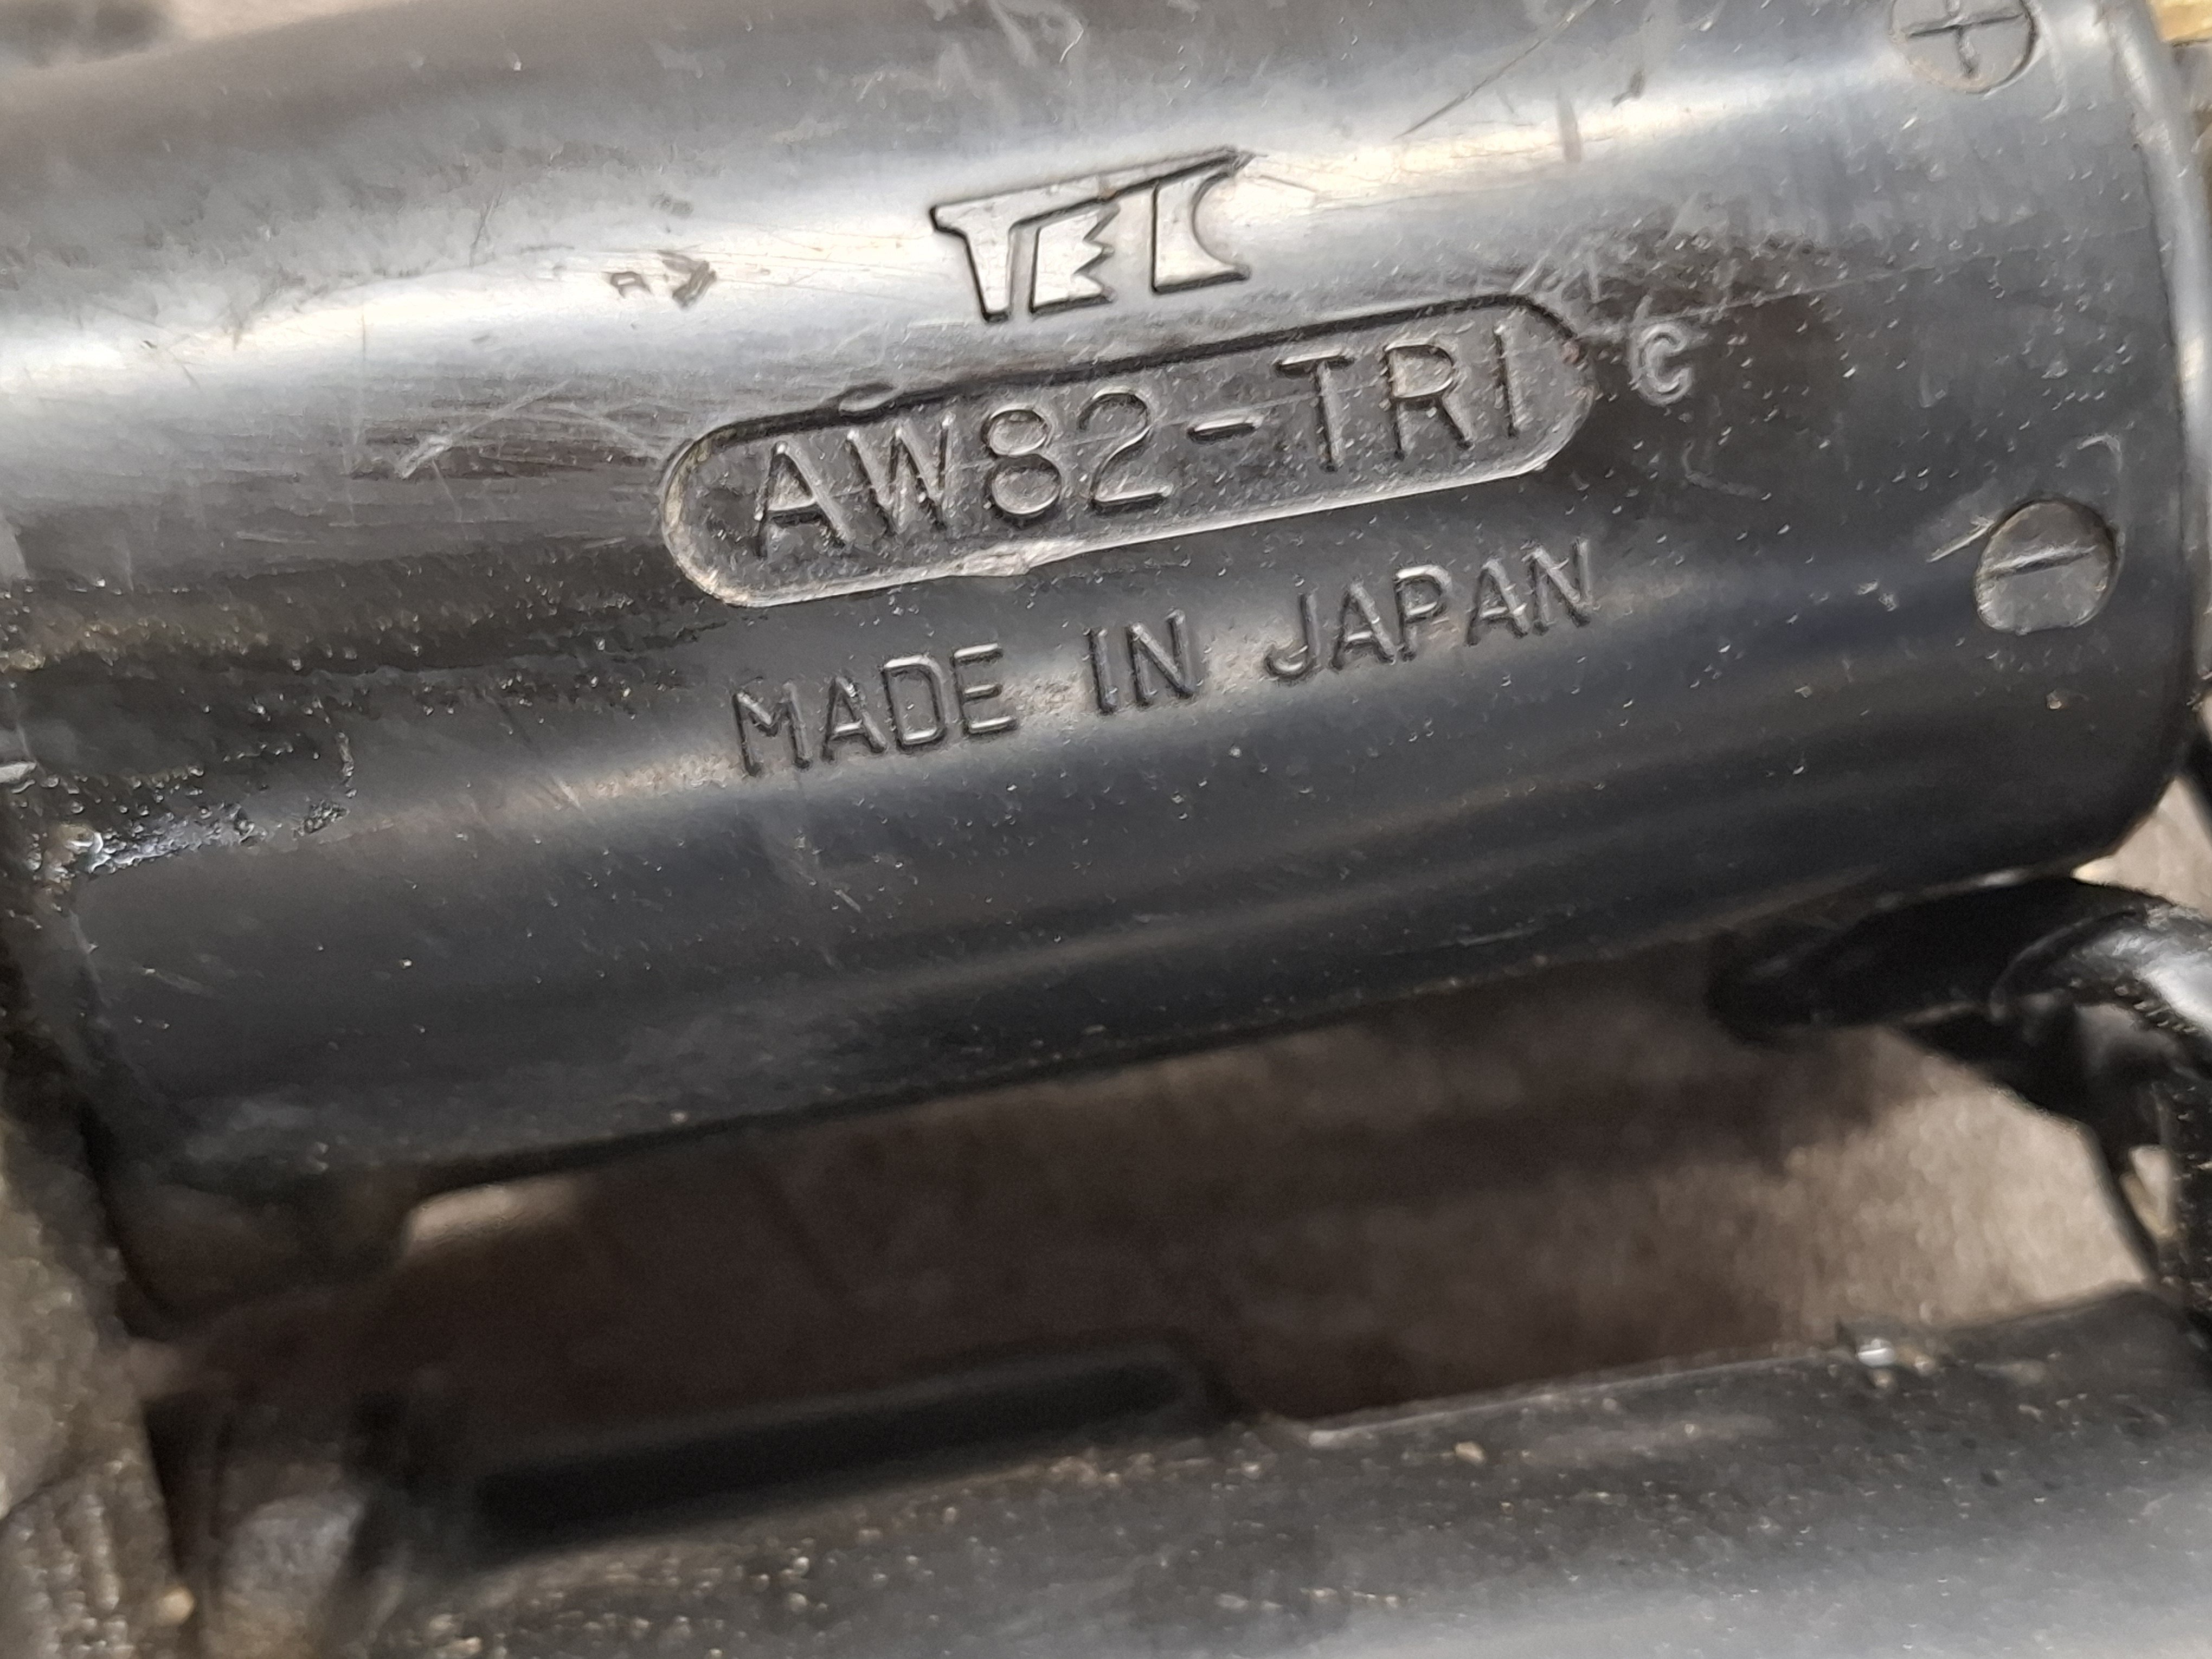 +
TEC
AW82-TRI C
MADE IN JAPAN
-